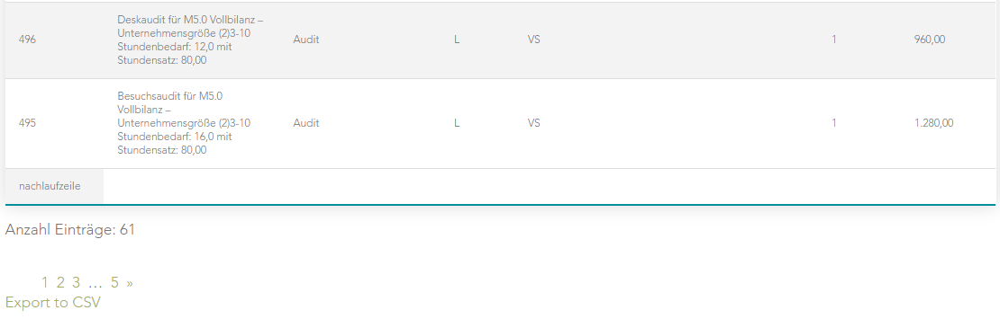 496 Deskaudit für M5.0 Vollbilanz – Audit L VS 1 960,00
Unternehmensgröße (2)3-10
Stundenbedarf: 12,0 mit
Stundensatz: 80,00
495 Besuchsaudit für M5.0 Audit L VS 1 1.280,00
Vollbilanz –
Unternehmensgröße (2)3-10
Stundenbedarf: 16,0 mit
Stundensatz: 80,00
nachlaufzeile
Anzahl Einträge: 61
1 2 3 … 5 »
Export to CSV